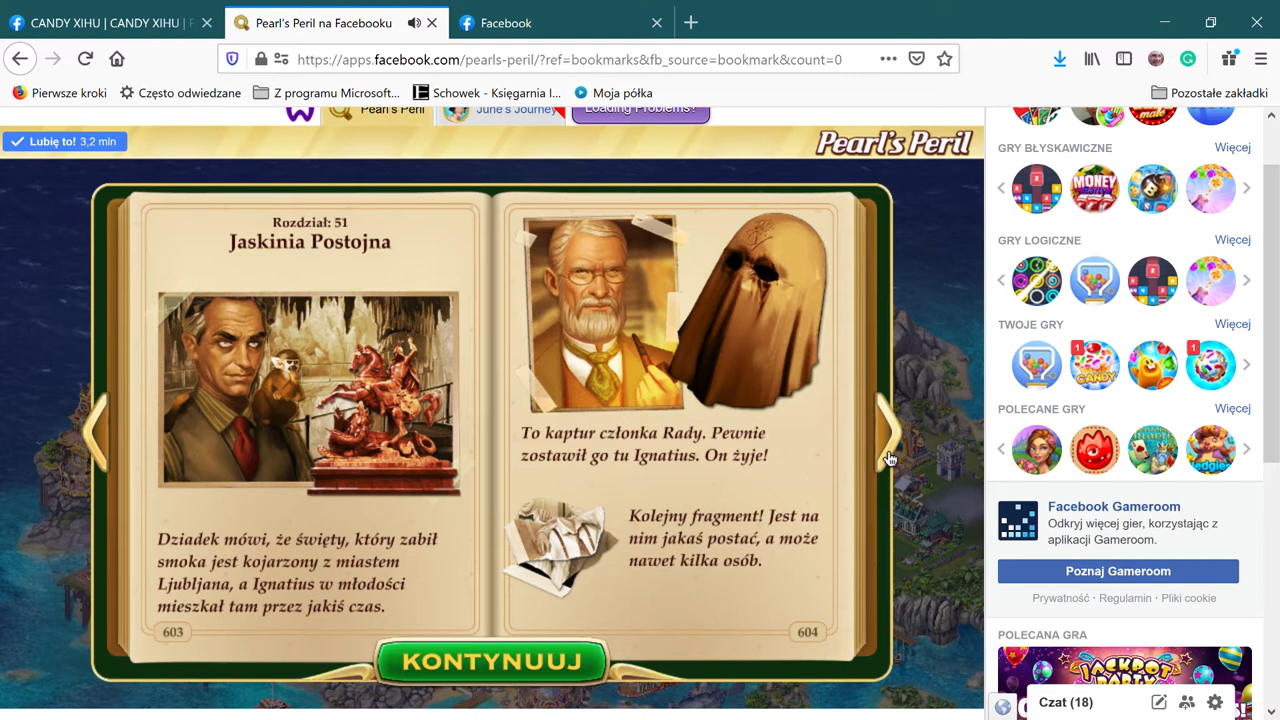 CANDY XIHU | CANDY XIHU | F
Pearl's Peril na Facebooku
Facebook
https://apps.facebook.com/pearls-peril/?ref=bookmarks&fb_source=bookmark&count=0
Pierwsze kroki
Często odwiedzane
Z programu Microsoft...
Schowek - Księgarnia I...
Moja półka
Pozostałe zakładki
Pearl's Peril
June's Journey
Loading Problems?
Lubię to! 3,2 mln
Pearl's Peril
Rozdział: 51
Jaskinia Postojna
Dziadek mówi, że święty, który zabił
smoka jest kojarzony z miastem
Ljubljana, a Ignatius w młodości
mieszkał tam przez jakiś czas.
603
To kaptur członka Rady. Pewnie
zostawił go tu Ignatius. On żyje!
Kolejny fragment! Jest na
nim jakaś postać, a może
nawet kilka osób.
604
KONTYNUUJ
GRY BŁYSKAWICZNE
Więcej
MONEY
GRY LOGICZNE
Więcej
TWOJE GRY
Więcej
1
CANDY
1
POLECANE GRY
Więcej
Facebook Gameroom
Odkryj więcej gier, korzystając z
aplikacji Gameroom.
Poznaj Gameroom
Prywatność · Regulamin · Pliki cookie
POLECANA GRA
JACKPOT
PARTY
Czat (18)